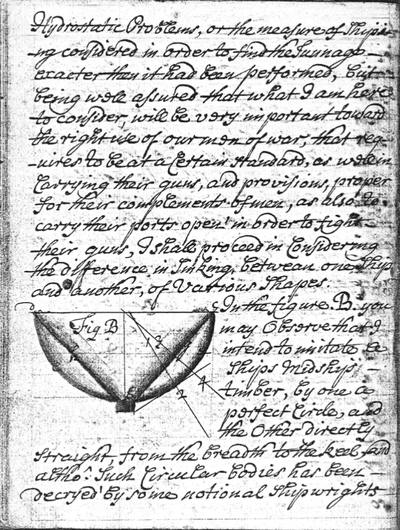 Hydrostatic Problems, or the measure of Shipi-
ng considered in order to find the tunnage
exacter then it had been performed, but
being well assured that what I am here
to consider, will be very important toward
the right use of our men of war, that req-
uires to be at a Certain standard, as well in
Carrying their guns, and provisions, proper
for their complements of men, as also to
carry their ports open in order to fight
their guns, I shall proceed in Considering
the difference in Sinking, between one Ship
and another, of Various Shapes.
In the figure. B. you
may Observe that I
intend to imitate a
Ships Midships
timber, by one a
perfect Circle, and
the Other directly
straight from the breadth to the keel, and
altho' Such Circular bodies has been
decryed by some notional Shipwrights
D
C
Fig B
1
3
4
2